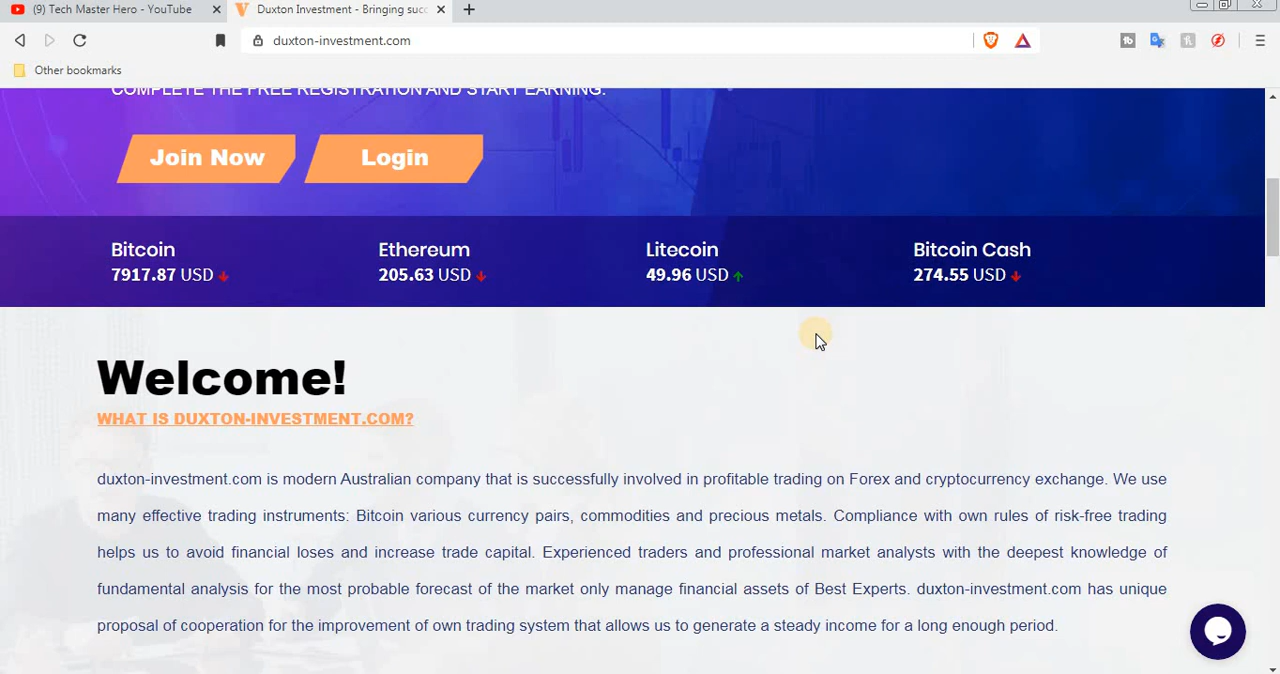 (9) Tech Master Hero - YouTube
Duxton Investment - Bringing succ
duxton-investment.com
Other bookmarks
COMPLETE THE FREE REGISTRATION AND START EARNING.
Join Now
Login
Bitcoin
Ethereum
Litecoin
Bitcoin Cash
7917.87 USD
205.63 USD
49.96 USD
274.55 USD
Welcome!
WHAT IS DUXTON-INVESTMENT.COM?
duxton-investment.com is modern Australian company that is successfully involved in profitable trading on Forex and cryptocurrency exchange. We use
many effective trading instruments: Bitcoin various currency pairs, commodities and precious metals. Compliance with own rules of risk-free trading
helps us to avoid financial loses and increase trade capital. Experienced traders and professional market analysts with the deepest knowledge of
fundamental analysis for the most probable forecast of the market only manage financial assets of Best Experts. duxton-investment.com has unique
proposal of cooperation for the improvement of own trading system that allows us to generate a steady income for a long enough period.